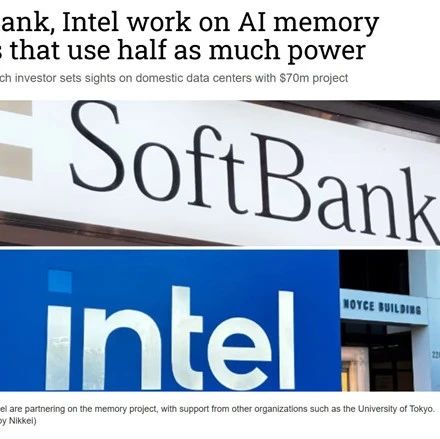 ank, Intel work on AI memory
s that use half as much power
ch investor sets sights on domestic data centers with $70m project
SoftBank
intel
NOYCE BUILDING
220
el are partnering on the memory project, with support from other organizations such as the University of Tokyo.
by Nikkei)